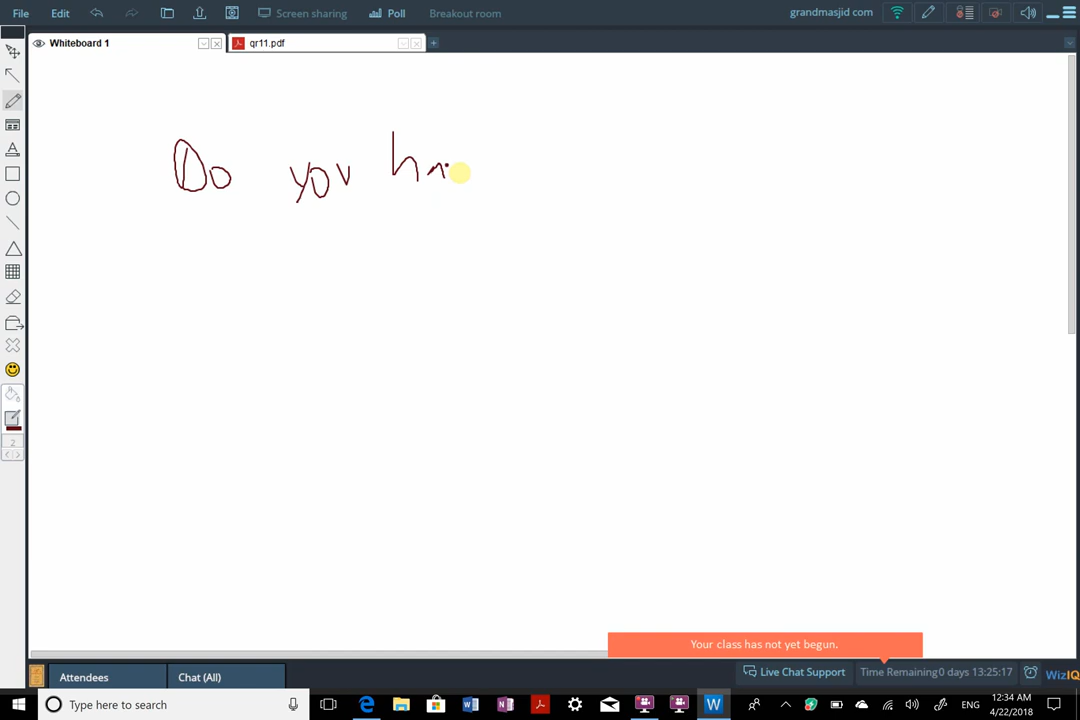 File Edit Screen sharing Poll Breakout room grandmasjid com
Whiteboard 1 qr11.pdf
Do you
2
Your class has not yet begun.
Attendees Chat (All) Live Chat Support Time Remaining0 days 13:25:17 WizIQ
Type here to search ENG 12:34 AM
4/22/2018